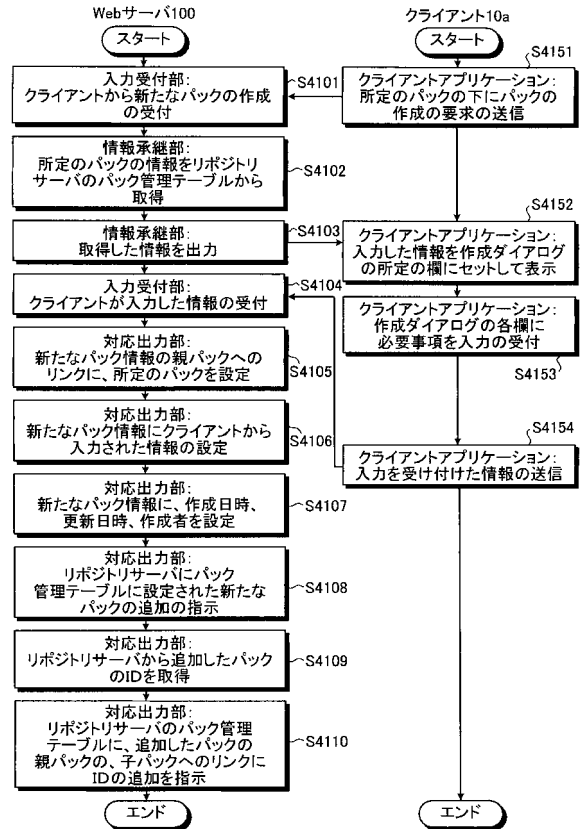 Webサーバ100
スタート
入力受付部:
クライアントから新たなパックの作成
の受付
S4101
情報承継部:
所定のパックの情報をリポジトリ
サーバのパック管理テーブルから
取得
S4102
情報承継部:
取得した情報を出力
S4103
入力受付部:
クライアントが入力した情報の受付
S4104
対応出力部:
新たなパック情報の親パックへの
リンクに、所定のパックを設定
S4105
対応出力部:
新たなパック情報にクライアントから
入力された情報の設定
S4106
対応出力部:
新たなパック情報に、作成日時、
更新日時、作成者を設定
S4107
対応出力部:
リポジトリサーバにパック
管理テーブルに設定された新たな
パックの追加の指示
S4108
対応出力部:
リポジトリサーバから追加したパック
のIDを取得
S4109
対応出力部:
リポジトリサーバのパック管理
テーブルに、追加したパックの
親パックの、子パックへのリンクに
IDの追加を指示
S4110
エンド
クライアント10a
スタート
S4151
クライアントアプリケーション:
所定のパックの下にパックの
作成の要求の送信
S4152
クライアントアプリケーション:
入力した情報を作成ダイアログ
の所定の欄にセットして表示
クライアントアプリケーション:
作成ダイアログの各欄に
必要事項を入力の受付
S4153
S4154
クライアントアプリケーション:
入力を受け付けた情報の送信
エンド